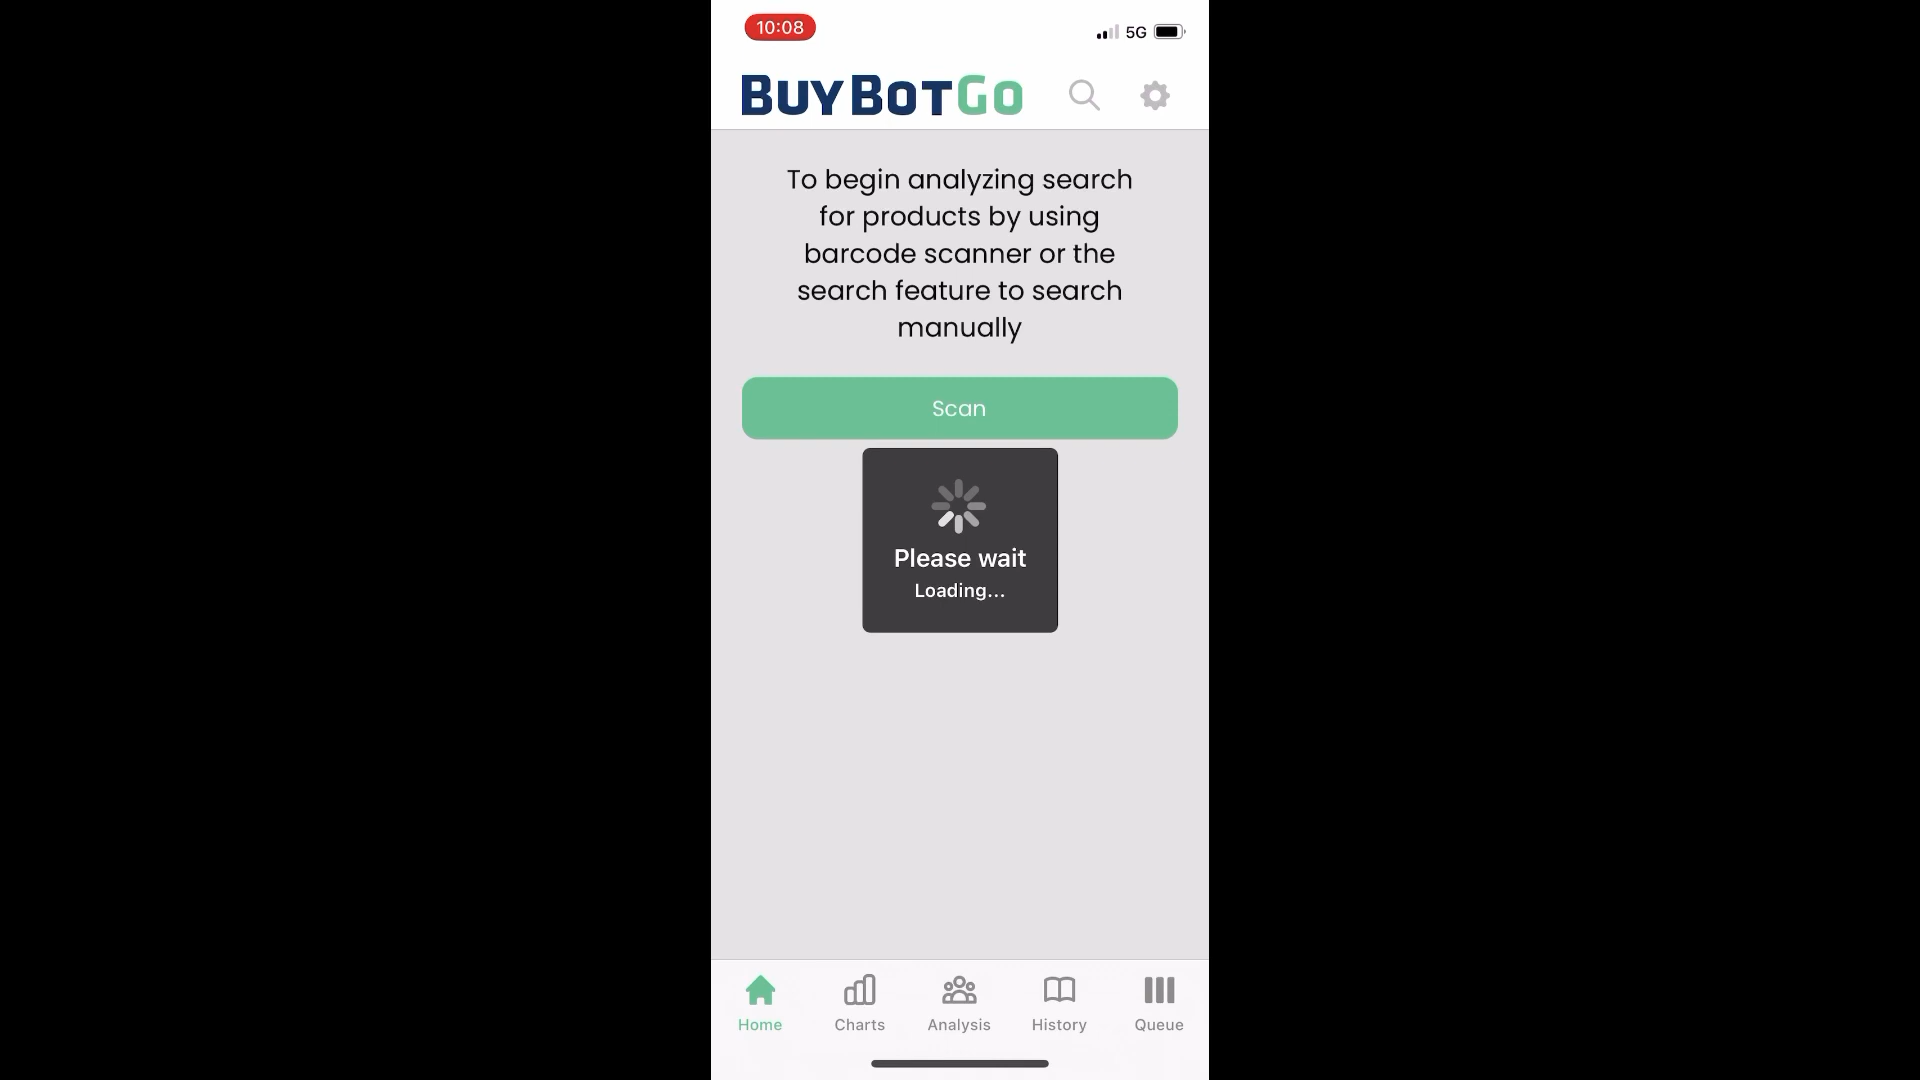 10:08
5G
BUYBOTGO
To begin analyzing search
for products by using
barcode scanner or the
search feature to search
manually
Scan
Please wait
Loading...
Home
Charts
Analysis
History
Queue